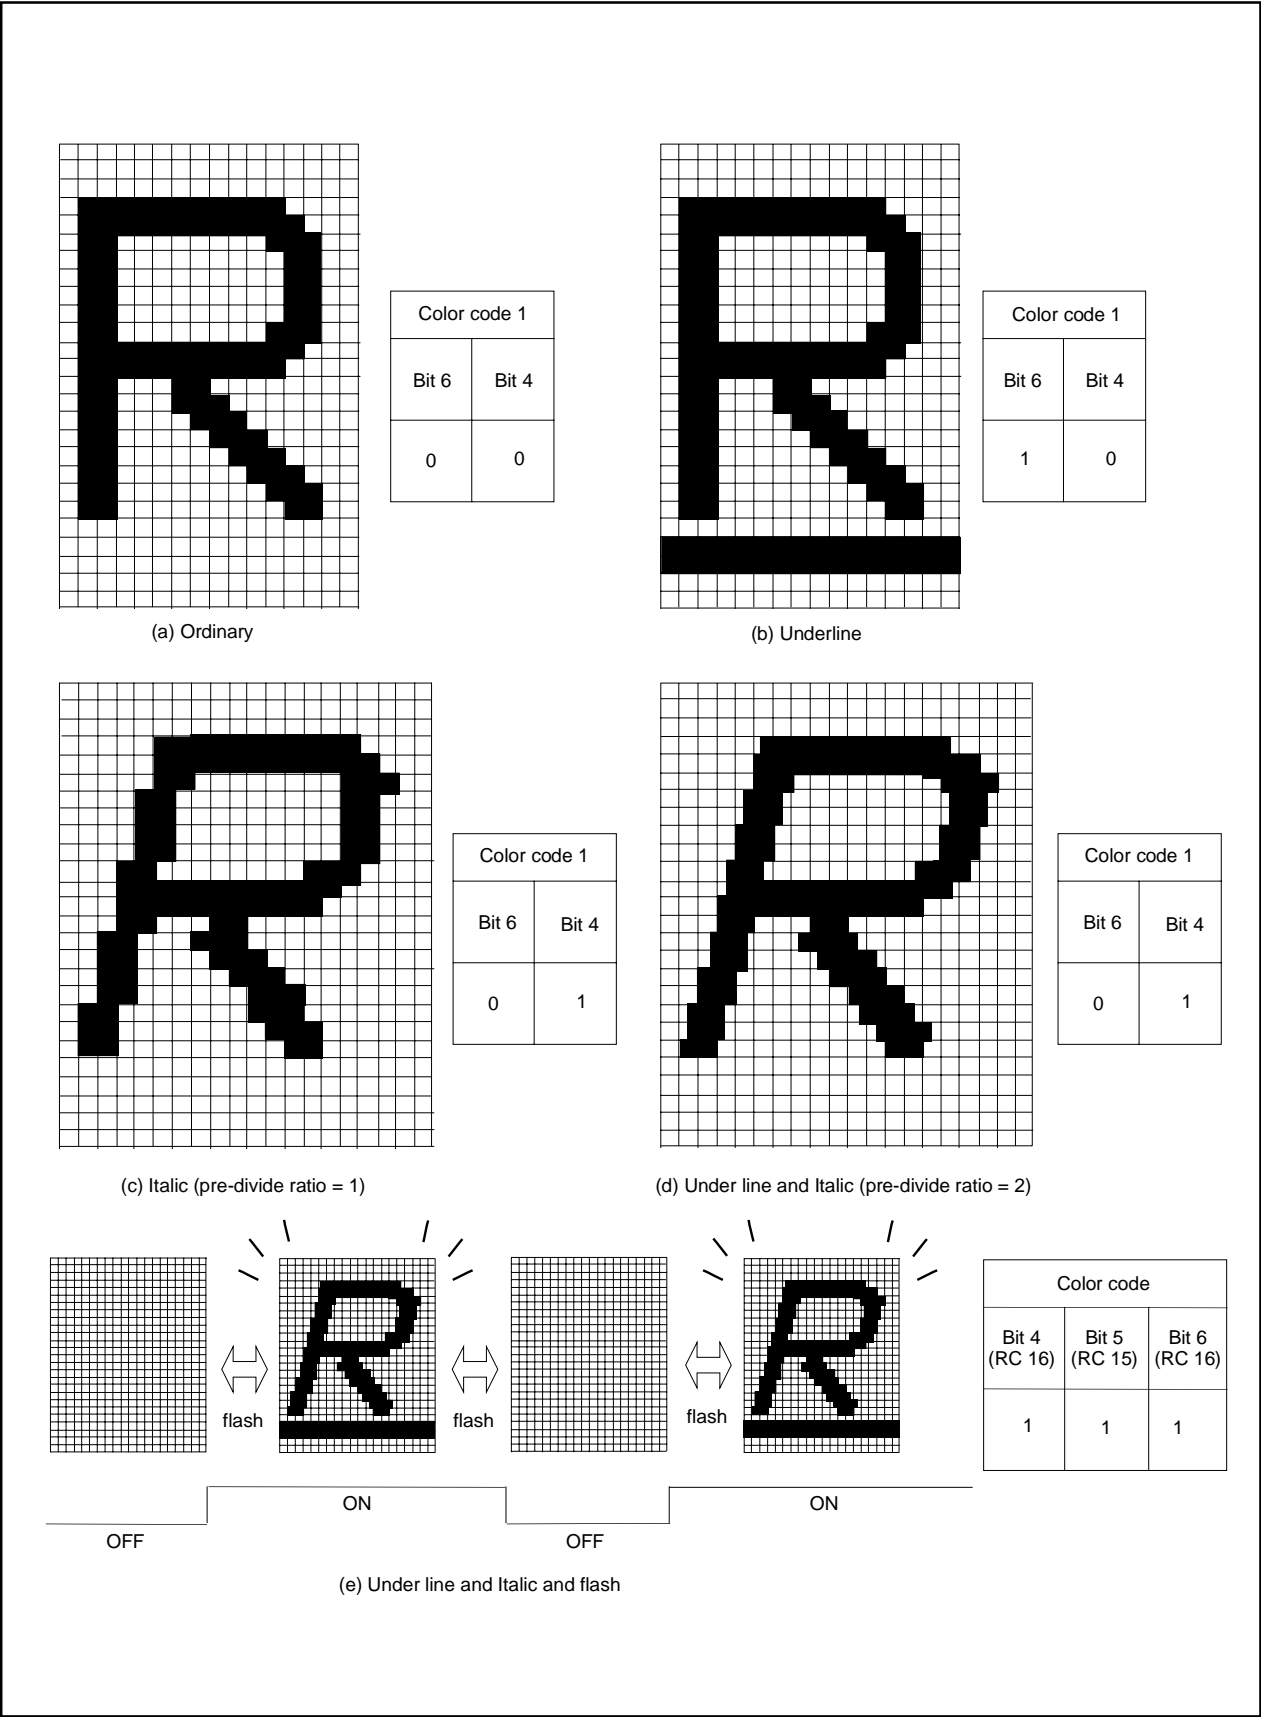 Color code 1
Bit 6 Bit 4
0 0
(a) Ordinary
Color code 1
Bit 6 Bit 4
1 0
(b) Underline
Color code 1
Bit 6 Bit 4
0 1
(c) Italic (pre-divide ratio = 1)
Color code 1
Bit 6 Bit 4
0 1
(d) Under line and Italic (pre-divide ratio = 2)
flash
flash
flash
Color code
Bit 4 Bit 5 Bit 6
(RC 16) (RC 15) (RC 16)
1 1 1
OFF ON OFF ON
(e) Under line and Italic and flash